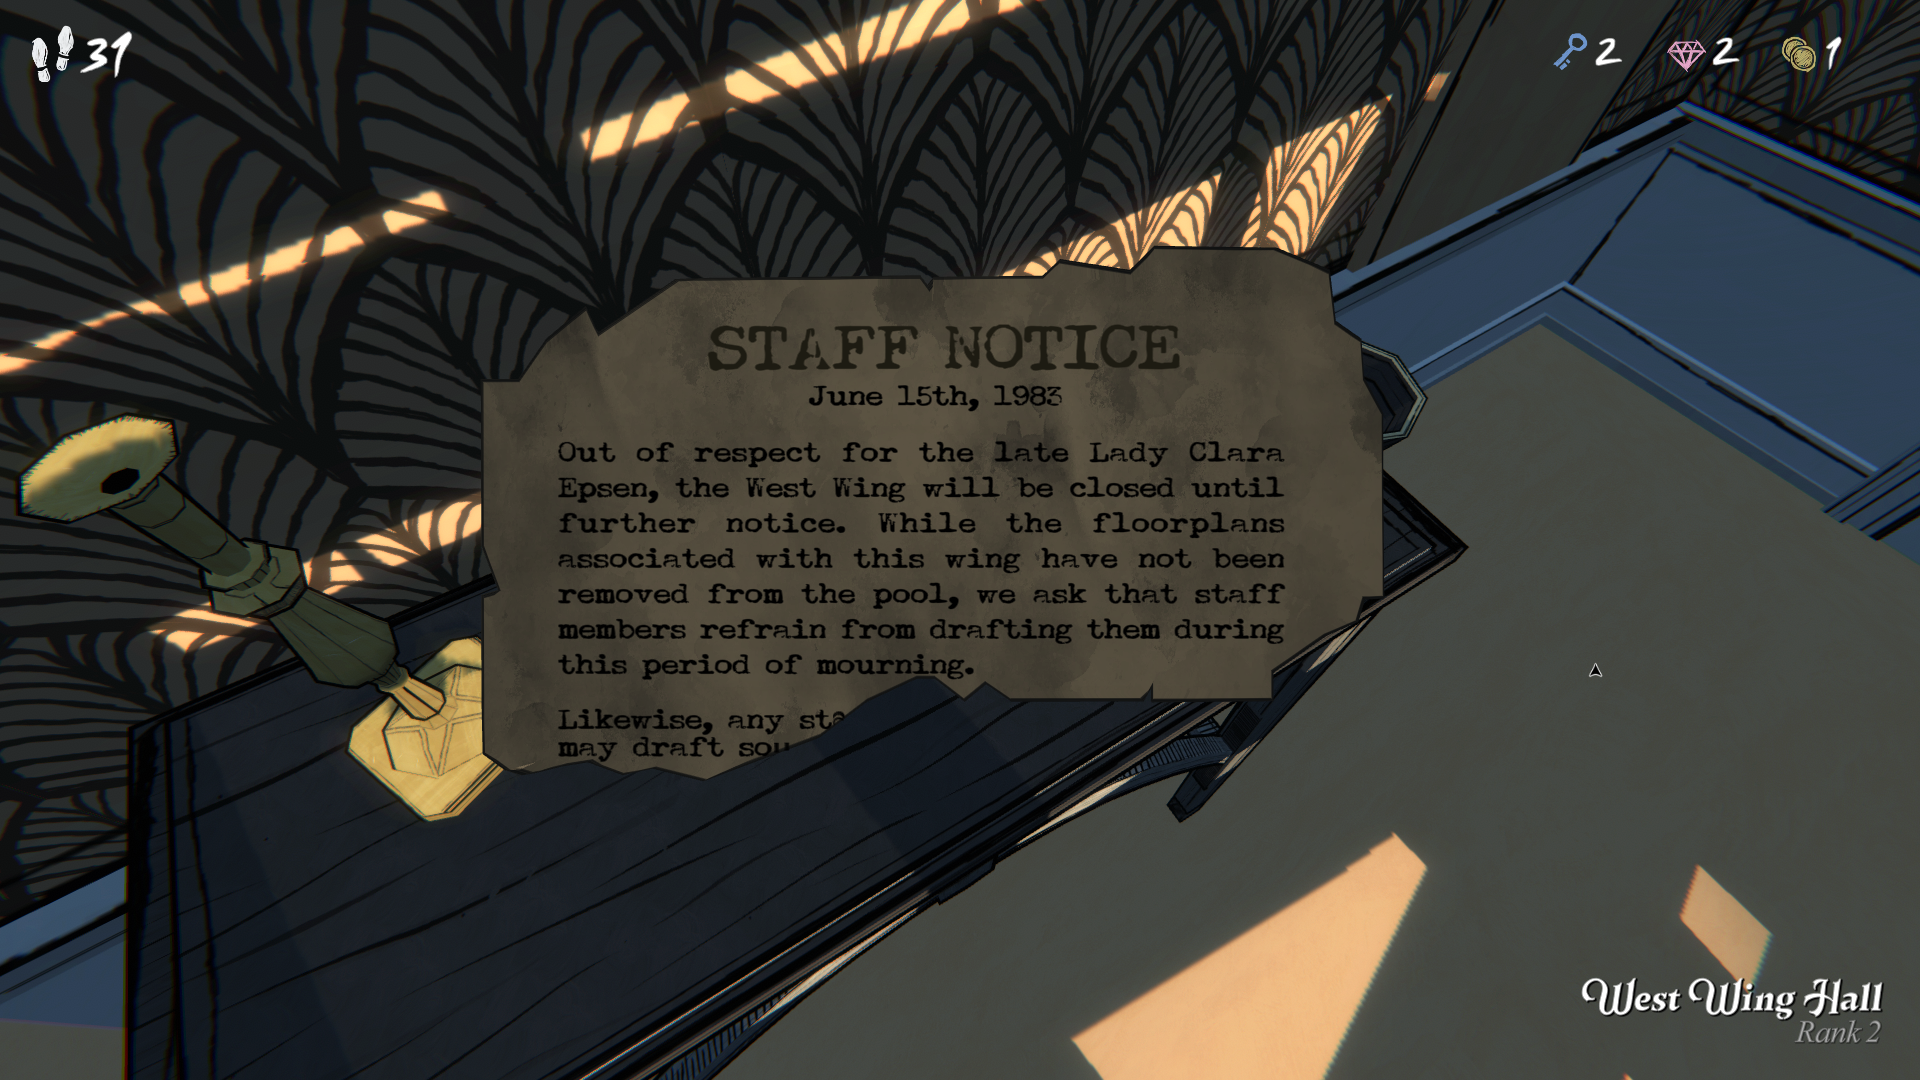 31
2
2
1
STAFF NOTICE
June 15th, 1983
Out of respect for the late Lady Clara
Epsen, the West Wing will be closed until
further notice. While the floorplans
associated with this wing have not been
removed from the pool, we ask that staff
members refrain from drafting them during
this period of mourning.
Likewise, any
may draft
West Wing Hall
Rank 2